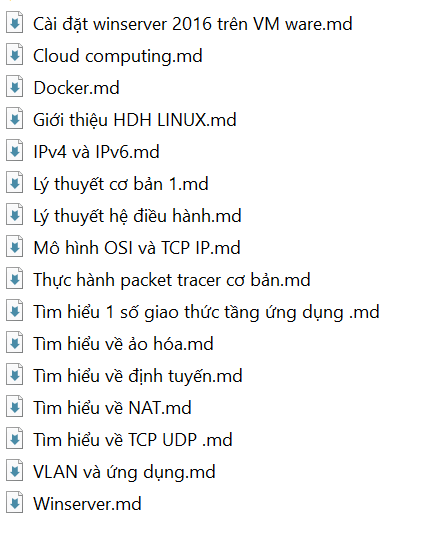 Cài đặt winserver 2016 trên VM ware.md
Cloud computing.md
Docker.md
Giới thiệu HDH LINUX.md
IPv4 và IPv6.md
Lý thuyết cơ bản 1.md
Lý thuyết hệ điều hành.md
Mô hình OSI và TCP IP.md
Thực hành packet tracer cơ bản.md
Tìm hiểu 1 số giao thức tầng ứng dụng .md
Tìm hiểu về ảo hóa.md
Tìm hiểu về định tuyến.md
Tìm hiểu về NAT.md
Tìm hiểu về TCP UDP .md
VLAN và ứng dụng.md
Winserver.md